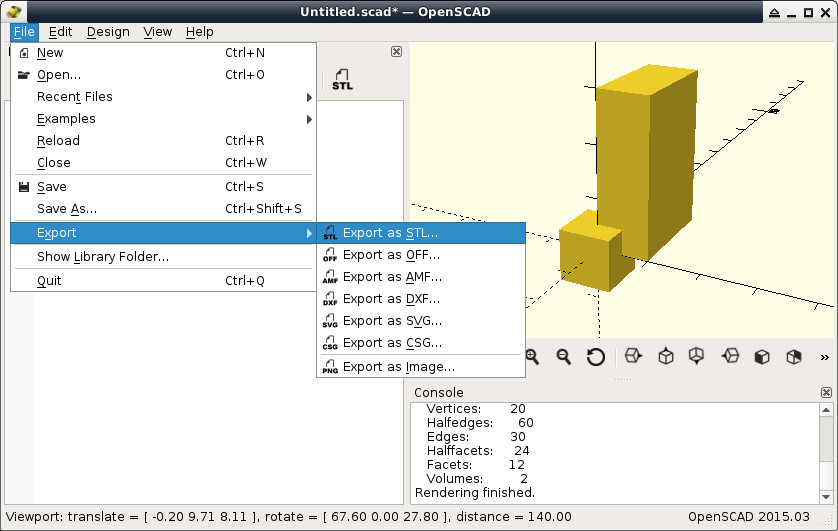 Untitled.scad* — OpenSCAD
File Edit Design View Help
New Ctrl+N
Open... Ctrl+O
Recent Files
Examples
Reload Ctrl+R
Close Ctrl+W
Save Ctrl+S
Save As... Ctrl+Shift+S
Export
Show Library Folder...
Quit Ctrl+Q
STL
STL Export as STL...
OFF Export as OFF...
AMF Export as AMF...
DXF Export as DXF...
SVG Export as SVG...
CSG Export as CSG...
PNG Export as Image...
»
Console
Vertices: 20
Halfedges: 60
Edges: 30
Halffacets: 24
Facets: 12
Volumes: 2
Rendering finished.
Viewport: translate = [ -0.20 9.71 8.11 ], rotate = [ 67.60 0.00 27.80 ], distance = 140.00 OpenSCAD 2015.03